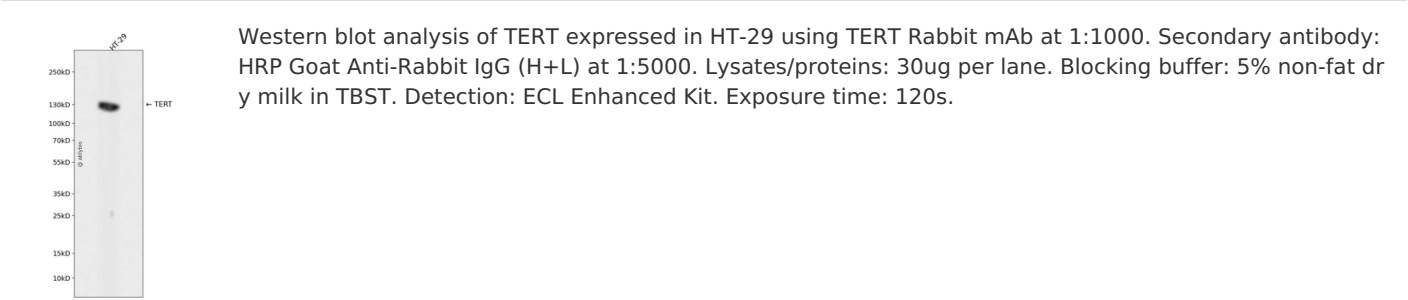 HT-29
Western blot analysis of TERT expressed in HT-29 using TERT Rabbit mAb at 1:1000. Secondary antibody:
HRP Goat Anti-Rabbit IgG (H+L) at 1:5000. Lysates/proteins: 30ug per lane. Blocking buffer: 5% non-fat dr
y milk in TBST. Detection: ECL Enhanced Kit. Exposure time: 120s.
250kD
130kD
← TERT
100kD
70kD
55kD
35kD
25kD
15kD
10kD